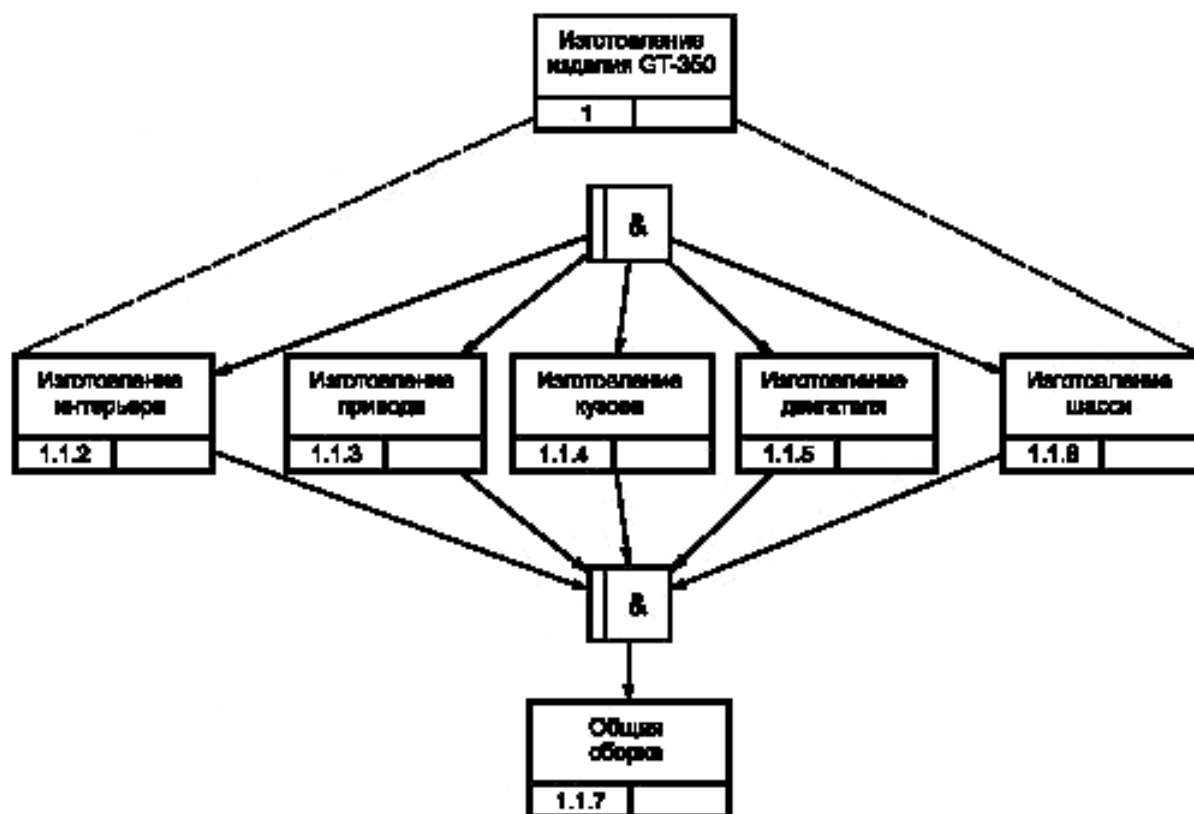 Изготовление
изделия GT-350
1
&
Изготовление
интерьера
1.1.2
Изготовление
привода
1.1.3
Изготовление
кузова
1.1.4
Изготовление
двигателя
1.1.5
Изготовление
шасси
1.1.6
&
Общая
сборка
1.1.7